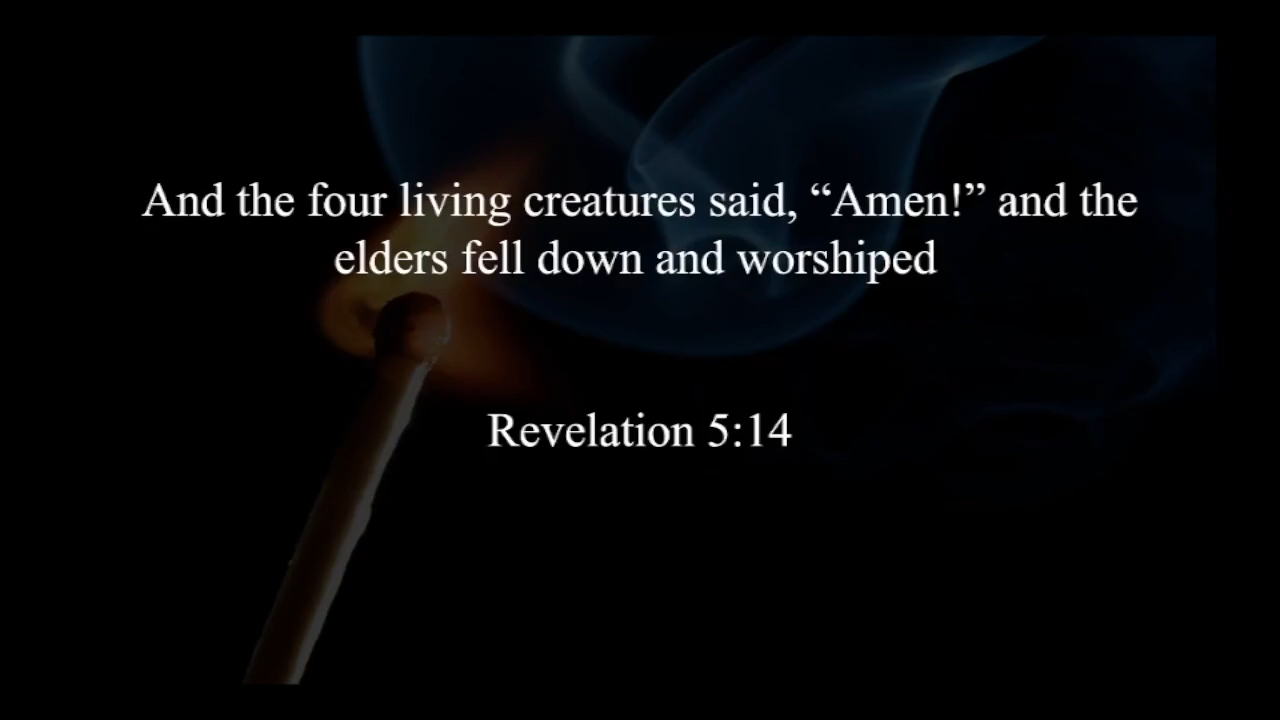 And the four living creatures said, “Amen!” and the
elders fell down and worshiped
Revelation 5:14